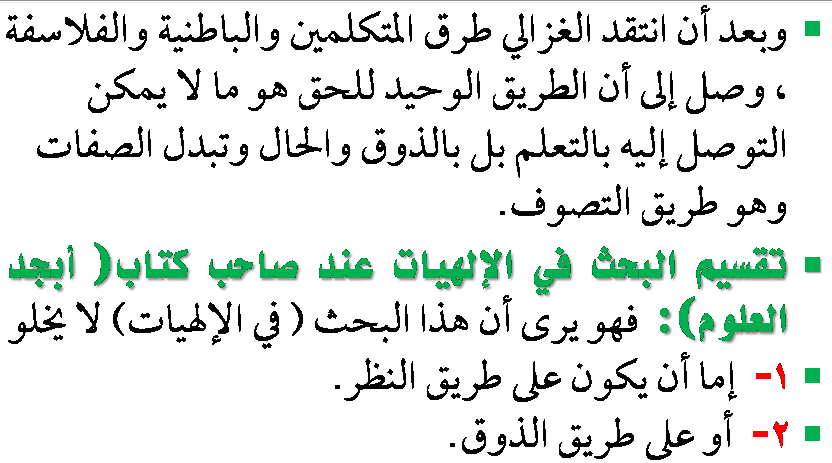 ▪ وبعد أن انتقد الغزالي طرق المتكلمين والباطنية والفلاسفة
، وصل إلى أن الطريق الوحيد للحق هو ما لا يمكن
التوصل إليه بالتعلم بل بالذوق والحال وتبدل الصفات
وهو طريق التصوف.
▪ تقسيم البحث في الإلهيات عند صاحب كتاب( أبجد
العلوم): فهو يرى أن هذا البحث ( في الإلهيات) لا يخلو
▪ ١- إما أن يكون على طريق النظر.
▪ ٢- أو على طريق الذوق.